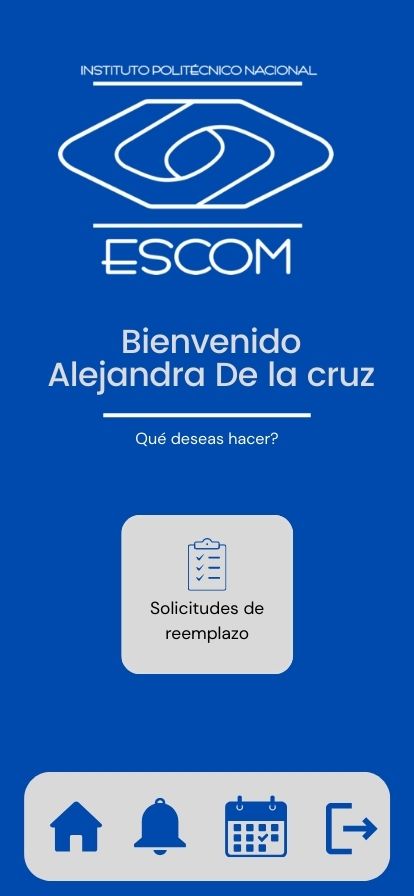 INSTITUTO POLITÉCNICO NACIONAL
ESCOM
Bienvenido
Alejandra De la cruz
Qué deseas hacer?
Solicitudes de
reemplazo